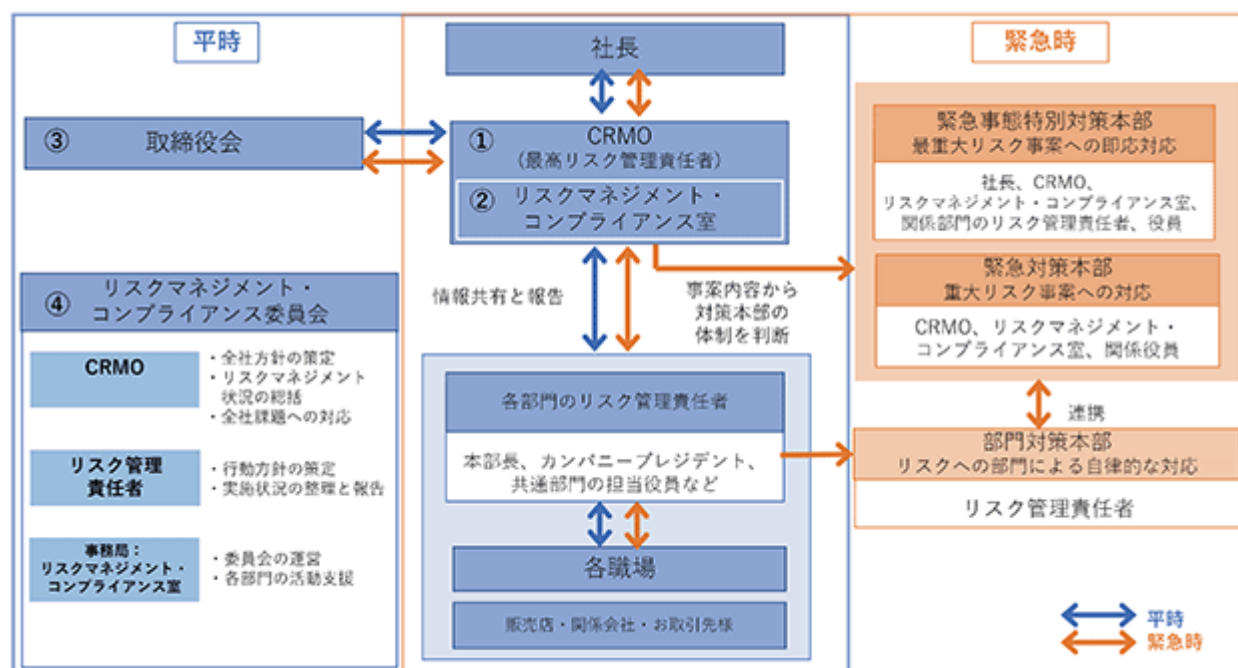 平時
社長
緊急時
③
取締役会
①
CRMO
(最高リスク管理責任者)
②
リスクマネジメント・
コンプライアンス室
情報共有と報告
事案内容から
対策本部の
体制を判断
④
リスクマネジメント・
コンプライアンス委員会
CRMO
・全社方針の策定
・リスクマネジメント
状況の総括
・全社課題への対応
リスク管理
責任者
・行動方針の策定
・実施状況の整理と報告
事務局：
リスクマネジメント・
コンプライアンス室
・委員会の運営
・各部門の活動支援
各部門のリスク管理責任者
本部長、カンパニープレジデント、
共通部門の担当役員など
各職場
販売店・関係会社・お取引先様
緊急事態特別対策本部
最重大リスク事案への即応対応
社長、CRMO、
リスクマネジメント・コンプライアンス室、
関係部門のリスク管理責任者、役員
緊急対策本部
重大リスク事案への対応
CRMO、リスクマネジメント・
コンプライアンス室、関係役員
連携
部門対策本部
リスクへの部門による自律的な対応
リスク管理責任者
平時
緊急時